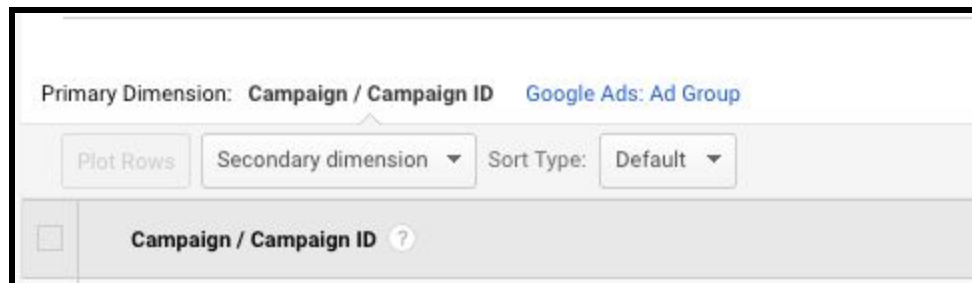 Primary Dimension: Campaign / Campaign ID Google Ads: Ad Group
Plot Rows Secondary dimension Sort Type: Default
Campaign / Campaign ID ?